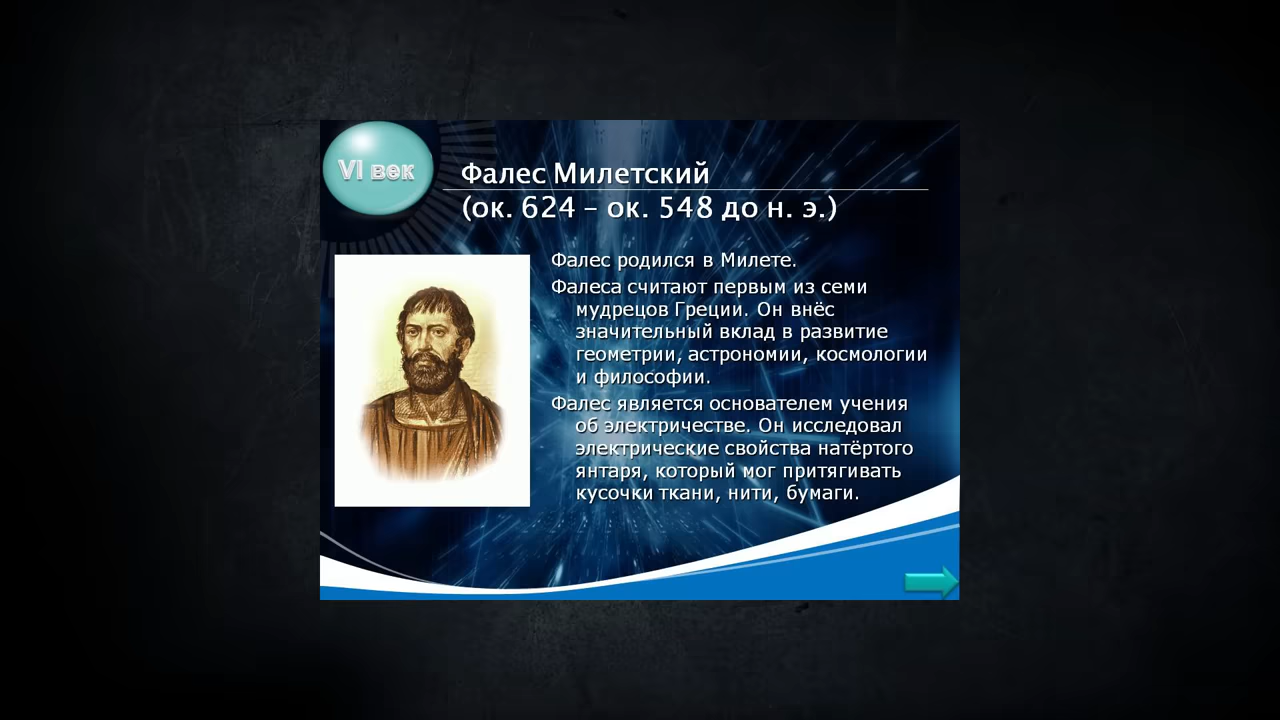 VI век
Фалес Милетский
(ок. 624 – ок. 548 до н. э.)
Фалес родился в Милете.
Фалеса считают первым из семи
мудрецов Греции. Он внёс
значительный вклад в развитие
геометрии, астрономии, космологии
и философии.
Фалес является основателем учения
об электричестве. Он исследовал
электрические свойства натёртого
янтаря, который мог притягивать
кусочки ткани, нити, бумаги.